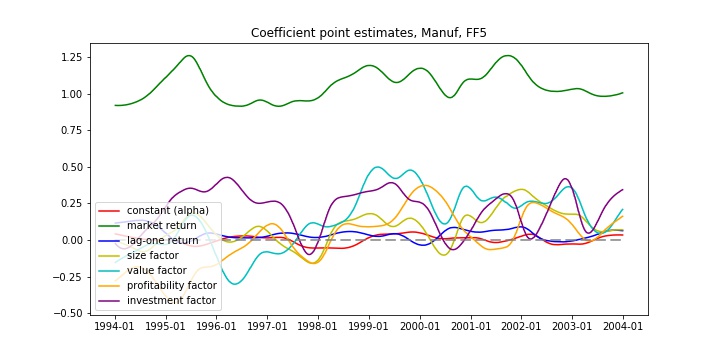 Coefficient point estimates, Manuf, FF5
1.25
1.00
0.75
0.50
0.25
0.00
−0.25
−0.50
constant (alpha)
market return
lag-one return
size factor
value factor
profitability factor
investment factor
1994-01 1995-01 1996-01 1997-01 1998-01 1999-01 2000-01 2001-01 2002-01 2003-01 2004-01